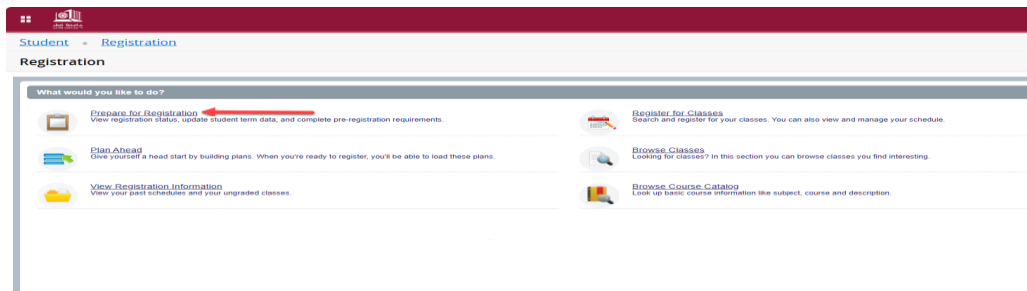 جامعة قطر
Student • Registration
Registration
What would you like to do?
Prepare for Registration
View registration status, update student term data, and complete pre-registration requirements.
Register for Classes
Search and register for your classes. You can also view and manage your schedule.
Plan Ahead
Give yourself a head start by building plans. When you're ready to register, you'll be able to load these plans.
Browse Classes
Looking for classes? In this section you can browse classes you find interesting.
View Registration Information
View your past schedules and your ungraded classes.
Browse Course Catalog
Look up basic course information like subject, course and description.